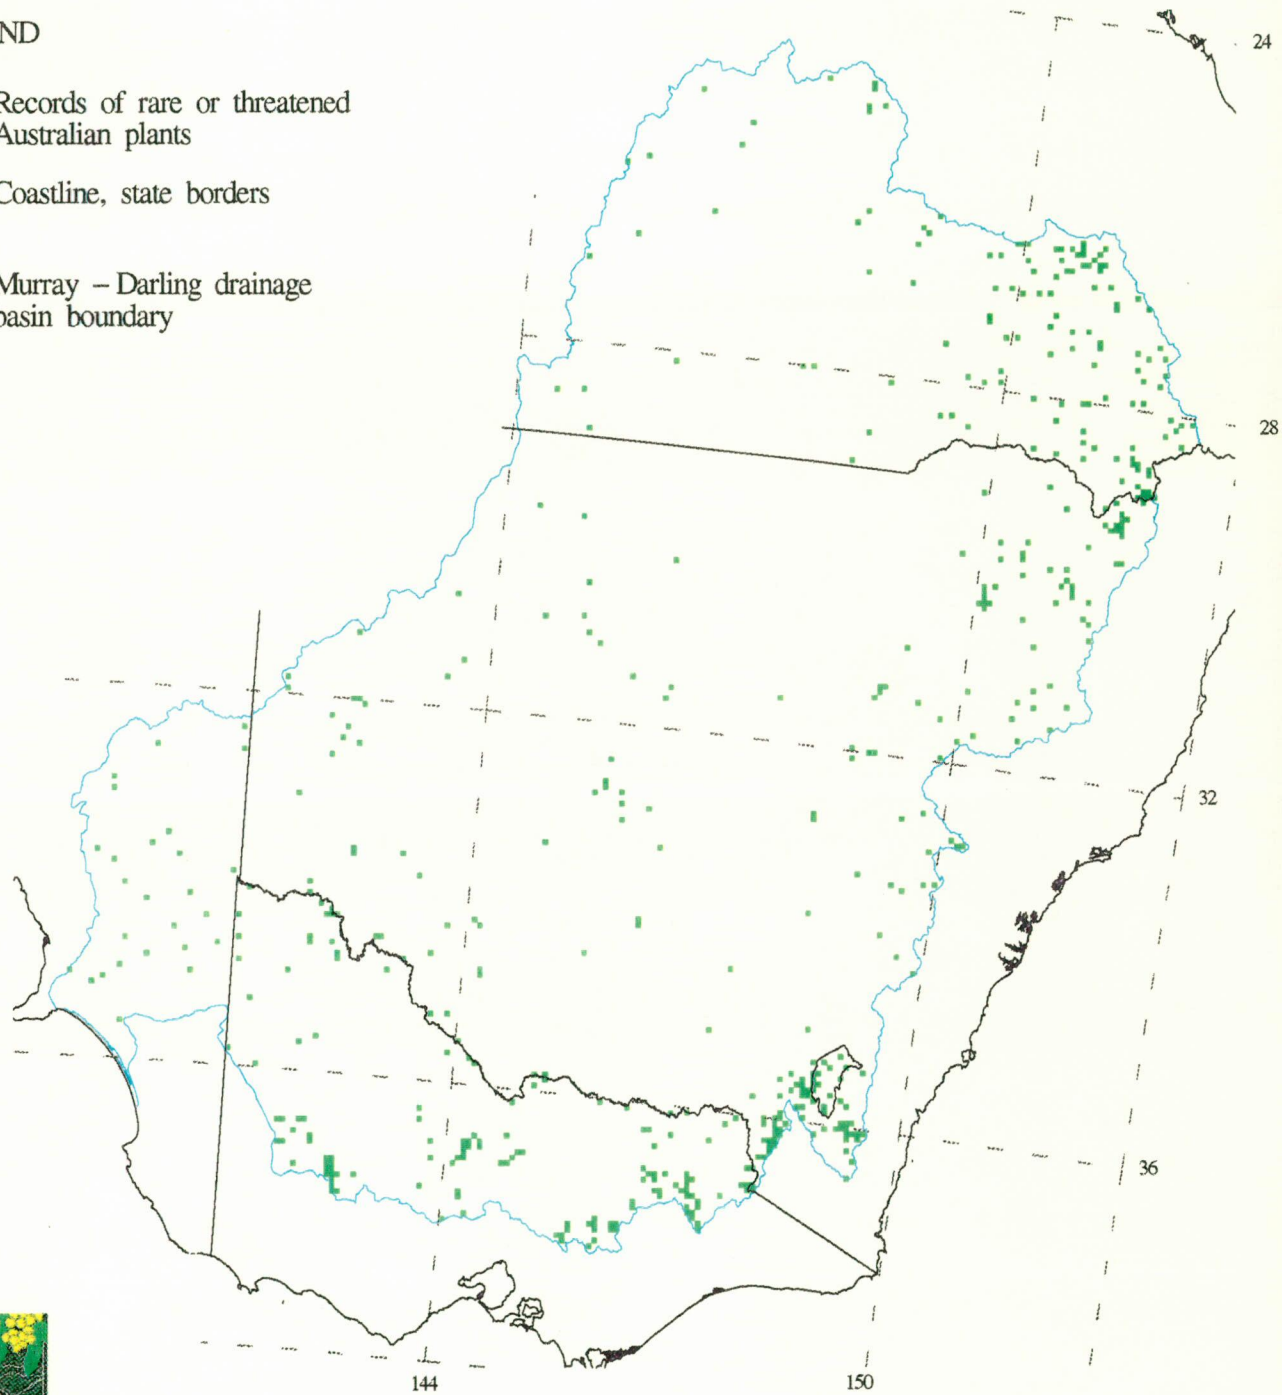 ND
Records of rare or threatened
Australian plants
Coastline, state borders
Murray – Darling drainage
basin boundary
24
28
32
36
144
150